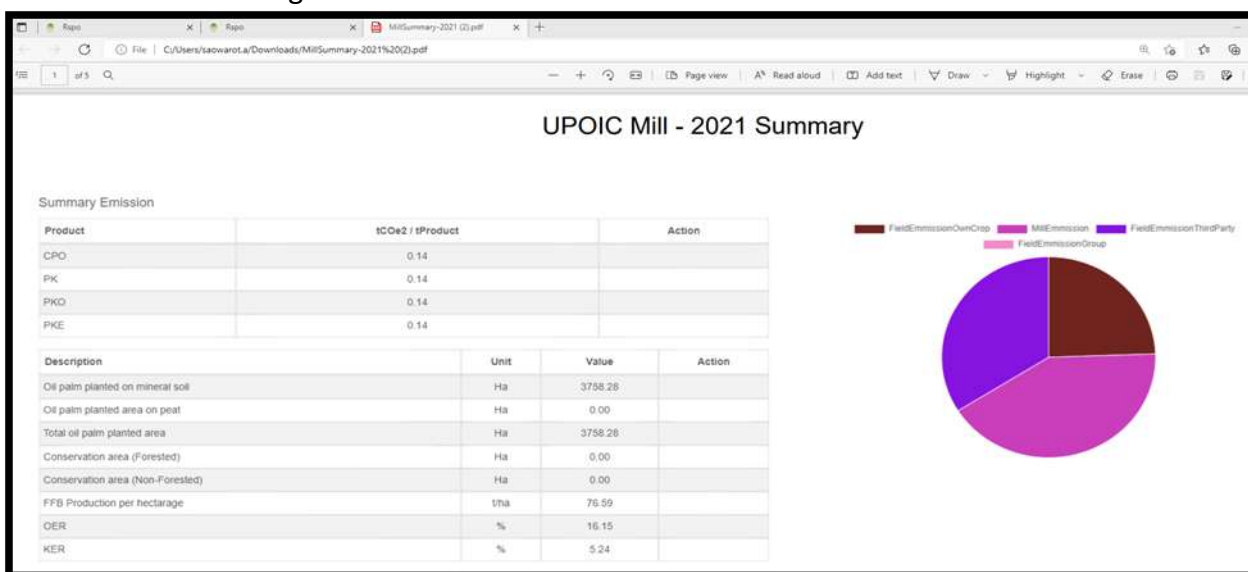 Rspo
Rspo
MillSummary-2021 (2).pdf
File | C:/Users/saowarot.a/Downloads/MillSummary-2021%20(2).pdf
1 of 5
Page view
Read aloud
Add text
Draw
Highlight
Erase
UPOIC Mill - 2021 Summary
Summary Emission
Product tCOe2 / tProduct Action
CPO 0.14
PK 0.14
PKO 0.14
PKE 0.14
Description Unit Value Action
Oil palm planted on mineral soil Ha 3758.28
Oil palm planted area on peat Ha 0.00
Total oil palm planted area Ha 3758.28
Conservation area (Forested) Ha 0.00
Conservation area (Non-Forested) Ha 0.00
FFB Production per hectarage t/ha 76.59
OER % 16.15
KER % 5.24
FieldEmmissionOwnCrop MillEmmission FieldEmmissionThirdParty
FieldEmmissionGroup